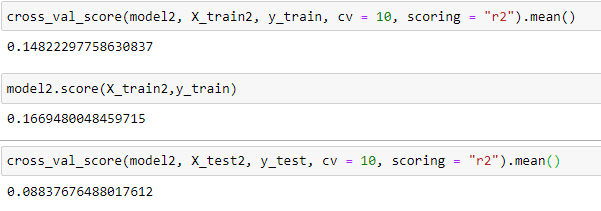 cross_val_score(model2, X_train2, y_train, cv = 10, scoring = "r2").mean()
0.14822297758630837
model2.score(X_train2,y_train)
0.1669480048459715
cross_val_score(model2, X_test2, y_test, cv = 10, scoring = "r2").mean()
0.08837676488017612